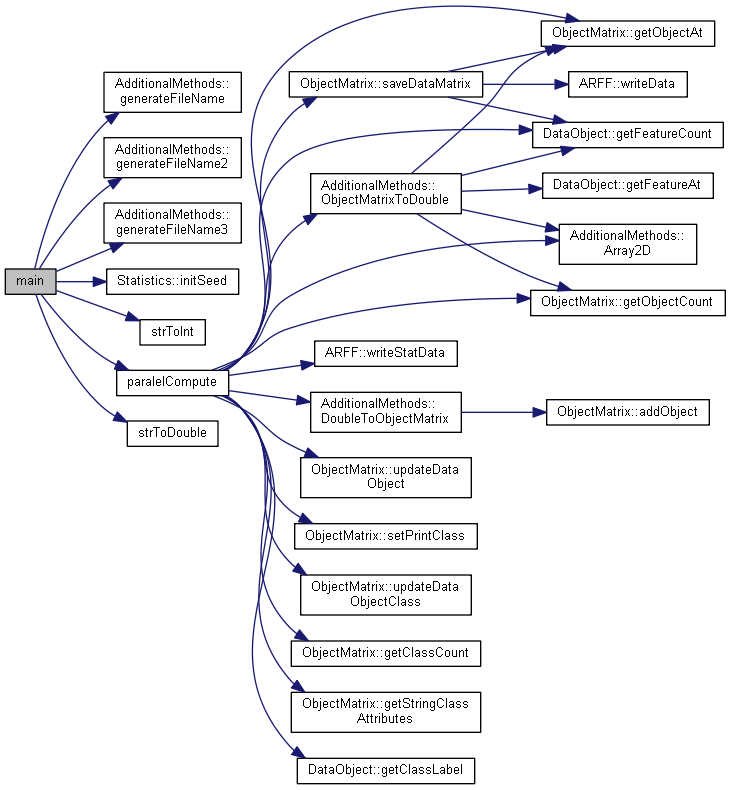 main
AdditionalMethods::
generateFileName
AdditionalMethods::
generateFileName2
AdditionalMethods::
generateFileName3
Statistics::initSeed
strToInt
paralelCompute
strToDouble
ObjectMatrix::saveDataMatrix
AdditionalMethods::
ObjectMatrixToDouble
ARFF::writeStatData
AdditionalMethods::
DoubleToObjectMatrix
ObjectMatrix::updateData
Object
ObjectMatrix::setPrintClass
ObjectMatrix::updateData
ObjectClass
ObjectMatrix::getClassCount
ObjectMatrix::getStringClass
Attributes
DataObject::getClassLabel
ObjectMatrix::getObjectAt
ARFF::writeData
DataObject::getFeatureCount
DataObject::getFeatureAt
AdditionalMethods::
Array2D
ObjectMatrix::getObjectCount
ObjectMatrix::addObject